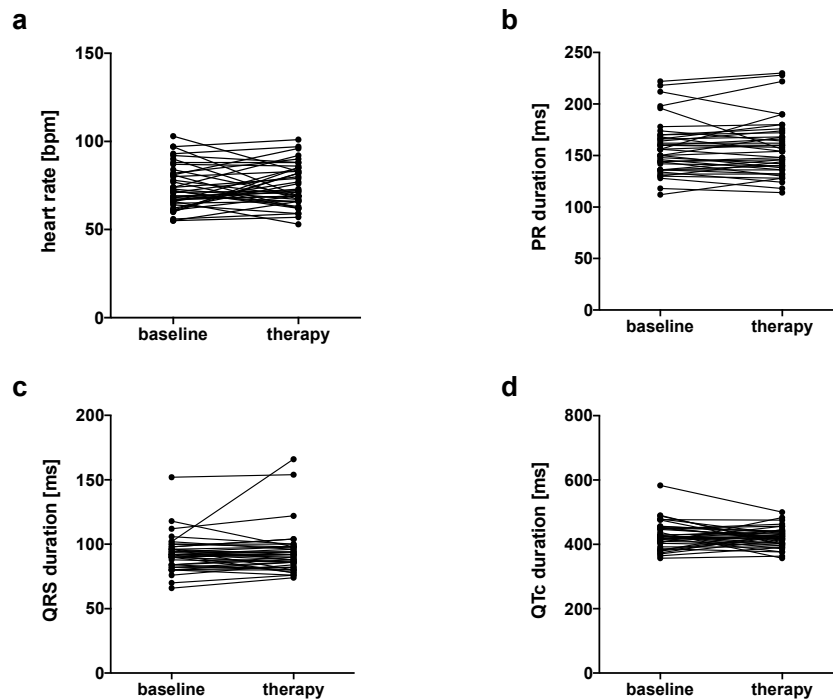 a
heart rate [bpm]
150
100
50
0
baseline therapy
b
PR duration [ms]
250
200
150
100
50
0
baseline therapy
c
QRS duration [ms]
200
150
100
50
0
baseline therapy
d
QTc duration [ms]
800
600
400
200
0
baseline therapy